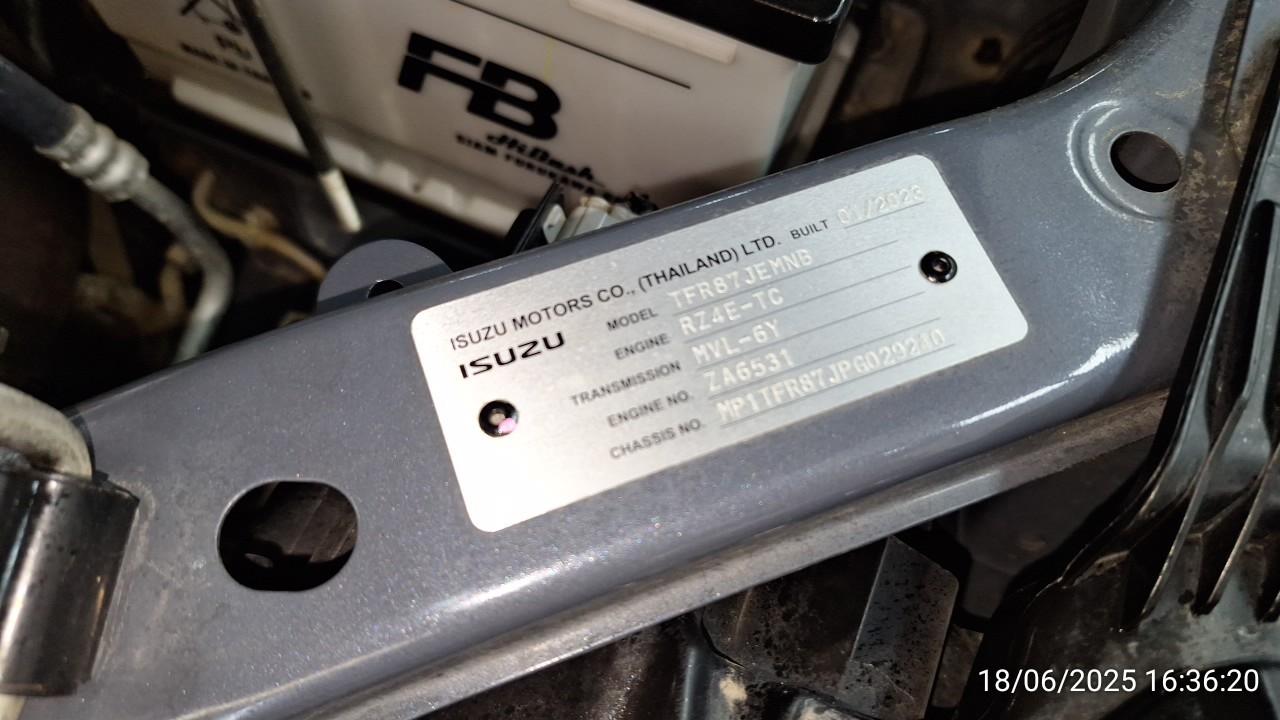 FB
ISUZU MOTORS CO., (THAILAND) LTD. BUILT 01/2023
ISUZU
MODEL TFR87JEMNB
ENGINE RZ4E-TC
TRANSMISSION MVL-6Y
ENGINE NO. ZA6531
CHASSIS NO. MP1TFR87JPG029240
18/06/2025 16:36:20